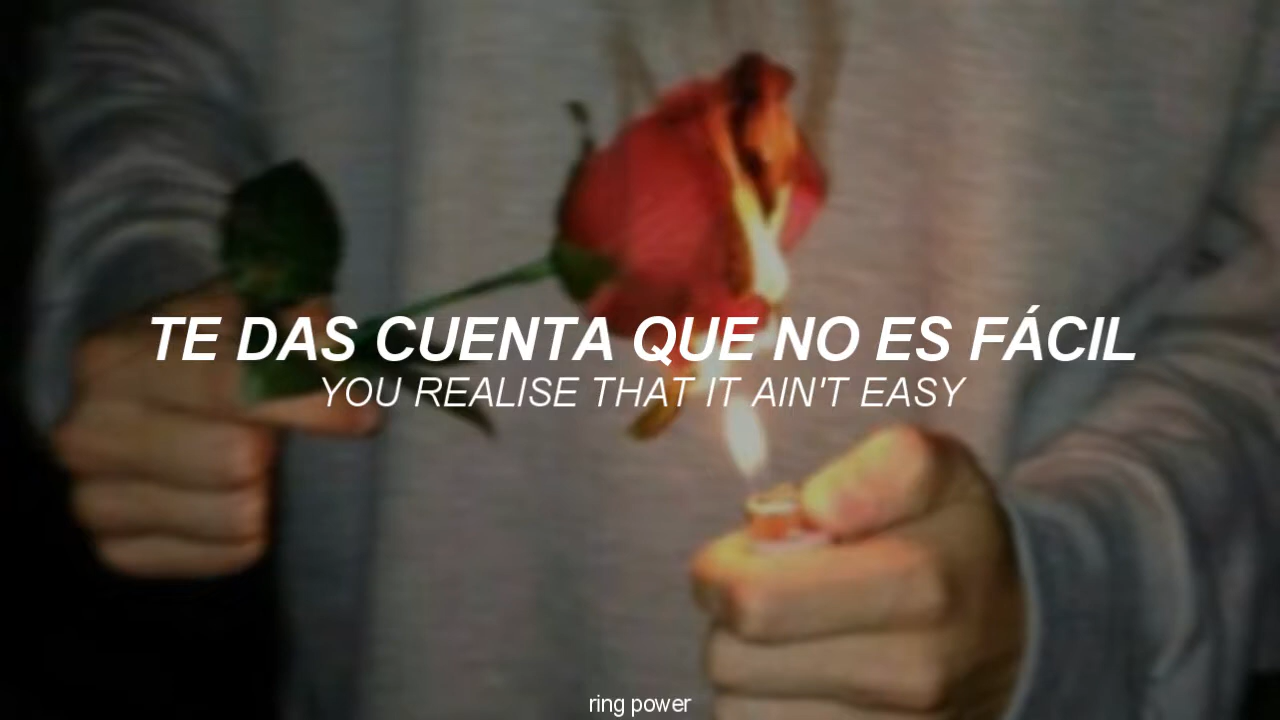 TE DAS CUENTA QUE NO ES FÁCIL
YOU REALISE THAT IT AIN'T EASY
ring power